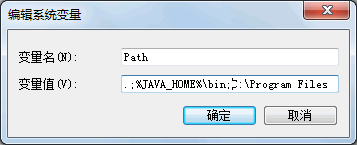 编辑系统变量
变量名(N): Path
变量值(V): .;%JAVA_HOME%\bin;C:\Program Files
确定 取消